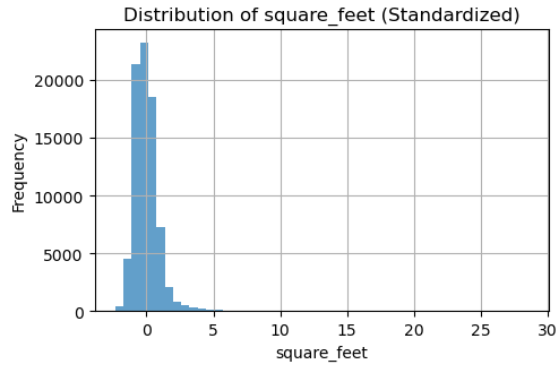 Distribution of square_feet (Standardized)
Frequency
20000
15000
10000
5000
0
0 5 10 15 20 25 30
square_feet